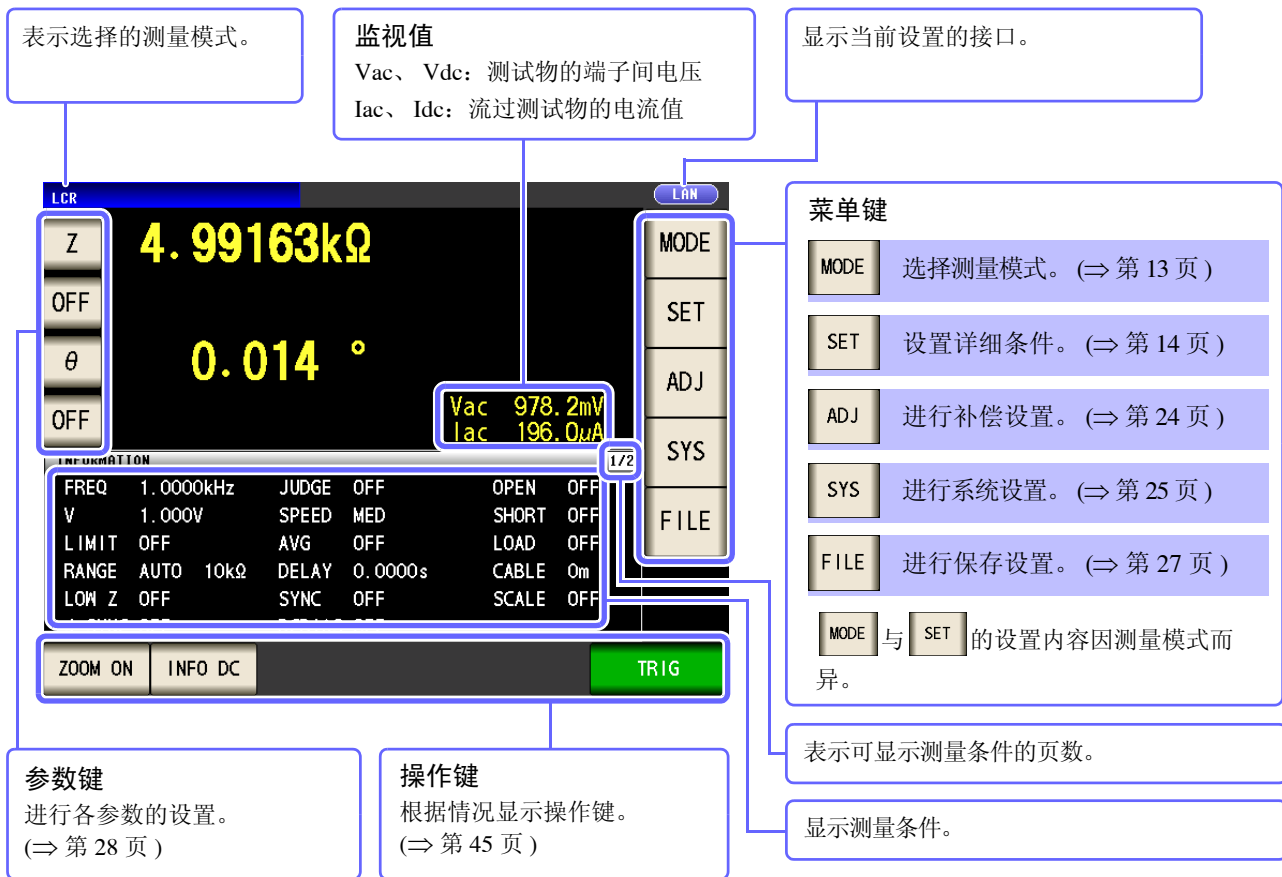 表示选择的测量模式。
监视值
Vac、 Vdc：测试物的端子间电压
Iac、 Idc：流过测试物的电流值
显示当前设置的接口。
LCR
LAN
Z
4.99163kΩ
OFF
θ
0.014 °
OFF
Vac 978.2mV
Iac 196.0μA
MODE
SET
ADJ
SYS
FILE
INFORMATION
1/2
FREQ 1.0000kHz JUDGE OFF OPEN OFF
V 1.000V SPEED MED SHORT OFF
LIMIT OFF AVG OFF LOAD OFF
RANGE AUTO 10kΩ DELAY 0.0000s CABLE 0m
LOW Z OFF SYNC OFF SCALE OFF
ZOOM ON INFO DC TRIG
菜单键
MODE 选择测量模式。 (⇒ 第 13 页 )
SET 设置详细条件。 (⇒ 第 14 页 )
ADJ 进行补偿设置。 (⇒ 第 24 页 )
SYS 进行系统设置。 (⇒ 第 25 页 )
FILE 进行保存设置。 (⇒ 第 27 页 )
MODE 与 SET 的设置内容因测量模式而
异。
表示可显示测量条件的页数。
显示测量条件。
参数键
进行各参数的设置。
(⇒ 第 28 页 )
操作键
根据情况显示操作键。
(⇒ 第 45 页 )